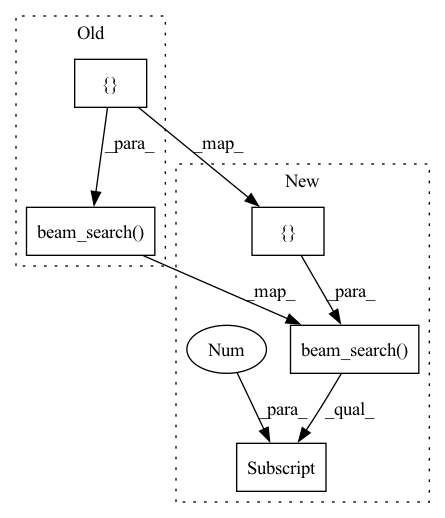 Old
{}
_para_
_map_
New
beam_search()
{}
_map_
_para_
Num
beam_search()
_para_
_qual_
Subscript